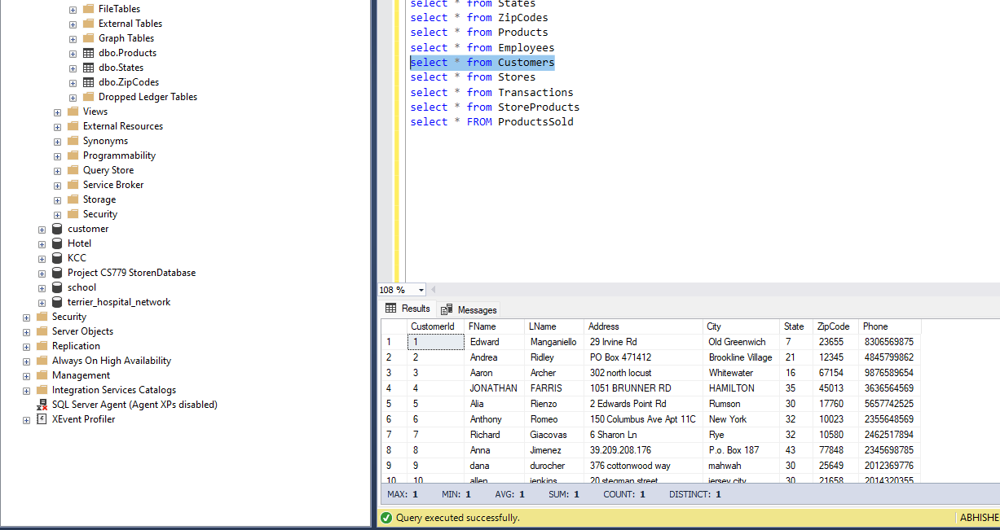 FileTables
External Tables
Graph Tables
dbo.Products
dbo.States
dbo.ZipCodes
Dropped Ledger Tables
Views
External Resources
Synonyms
Programmability
Query Store
Service Broker
Storage
Security
customer
Hotel
KCC
Project CS779 StorenDatabase
school
terrier_hospital_network
Security
Server Objects
Replication
Always On High Availability
Management
Integration Services Catalogs
SQL Server Agent (Agent XPs disabled)
XEvent Profiler
select * from States
select * from ZipCodes
select * from Products
select * from Employees
select * from Customers
select * from Stores
select * from Transactions
select * from StoreProducts
select * FROM ProductsSold
108 %
Results Messages
CustomerId FName LName Address City State ZipCode Phone
1 1 Edward Manganiello 29 Irvine Rd Old Greenwich 7 23655 8306569875
2 2 Andrea Ridley PO Box 471412 Brookline Village 21 12345 4845799862
3 3 Aaron Archer 302 north locust Whitewater 16 67154 9876589654
4 4 JONATHAN FARRIS 1051 BRUNNER RD HAMILTON 35 45013 3636564569
5 5 Alia Rienzo 2 Edwards Point Rd Rumson 30 17760 5657742525
6 6 Anthony Romeo 150 Columbus Ave Apt 11C New York 32 10023 2355648569
7 7 Richard Giacovas 6 Sharon Ln Rye 32 10580 2462517894
8 8 Anna Jimenez 39.209.208.176 P.o. Box 187 43 77848 2345698785
9 9 dana durocher 376 cottonwood way mahwah 30 25649 2012369776
10 10 allen jenkins 20 stegman street jersey city 30 21658 2014320355
MAX: 1 MIN: 1 AVG: 1 SUM: 1 COUNT: 1 DISTINCT: 1
Query executed successfully. ABHISHE